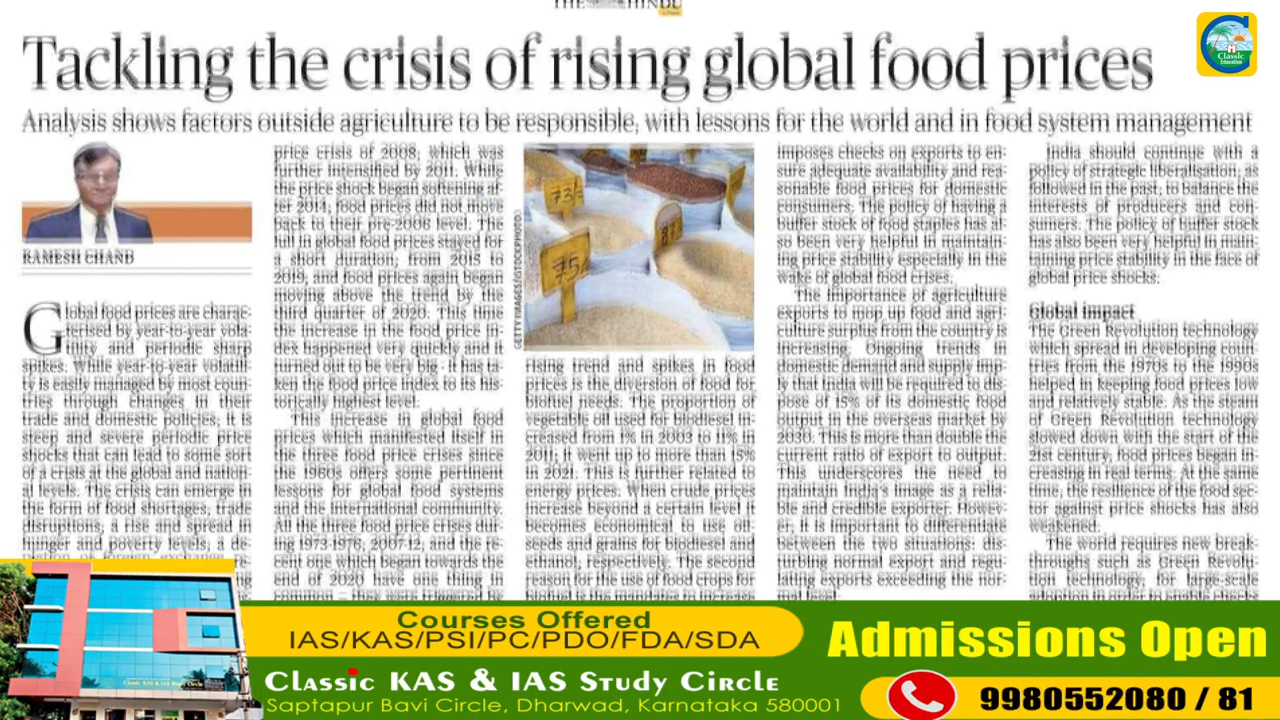 THE HINDU
Tackling the crisis of rising global food prices
Analysis shows factors outside agriculture to be responsible, with lessons for the world and in food system management
RAMESH CHAND
Global food prices are charac-
terised by year-to-year vola-
tility and periodic sharp
spikes. While year-to-year volatili-
ty is easily managed by most coun-
tries through changes in their
trade and domestic policies, it is
steep and severe periodic price
shocks that can lead to some sort
of a crisis at the global and nation-
al levels. The crisis can emerge in
the form of food shortages, trade
disruptions, a rise and spread in
hunger and poverty levels, a de-
price crisis of 2008, which was
further intensified by 2011. While
the price shock began softening af-
ter 2014, food prices did not move
back to their pre-2006 level. The
lull in global food prices stayed for
a short duration, from 2015 to
2019, and food prices again began
moving above the trend by the
third quarter of 2020. This time
the increase in the food price in-
dex happened very quickly and it
turned out to be very big - it has ta-
ken the food price index to its his-
torically highest level.
This increase in global food
prices which manifested itself in
the three food price crises since
the 1960s offers some pertinent
lessons for global food systems
and the international community.
All the three food price crises dur-
ing 1973-1976, 2007-12, and the re-
cent one which began towards the
end of 2020 have one thing in
common – they were triggered by
73/-
81
75/
GETTY IMAGES/ISTOCKPHOTO
rising trend and spikes in food
prices is the diversion of food for
biofuel needs. The proportion of
vegetable oil used for biodiesel in-
creased from 1% in 2003 to 11% in
2011; it went up to more than 15%
in 2021. This is further related to
energy prices. When crude prices
increase beyond a certain level it
becomes economical to use oil-
seeds and grains for biodiesel and
ethanol, respectively. The second
reason for the use of food crops for
biofuel is the mandates to increase
imposes checks on exports to en-
sure adequate availability and rea-
sonable food prices for domestic
consumers. The policy of having a
buffer stock of food staples has al-
so been very helpful in maintain-
ing price stability especially in the
wake of global food crises.
The importance of agriculture
exports to mop up food and agri-
culture surplus from the country is
increasing. Ongoing trends in
domestic demand and supply imp-
ly that India will be required to dis-
pose of 15% of its domestic food
output in the overseas market by
2030. This is more than double the
current ratio of export to output.
This underscores the need to
maintain India's image as a relia-
ble and credible exporter. Howev-
er, it is important to differentiate
between the two situations: dis-
turbing normal export and regu-
lating exports exceeding the nor-
mal level.
India should continue with a
policy of strategic liberalisation, as
followed in the past, to balance the
interests of producers and con-
sumers. The policy of buffer stock
has also been very helpful in main-
taining price stability in the face of
global price shocks.
Global impact
The Green Revolution technology
which spread in developing coun-
tries from the 1970s to the 1990s
helped in keeping food prices low
and relatively stable. As the steam
of Green Revolution technology
slowed down with the start of the
21st century, food prices began in-
creasing in real terms. At the same
time, the resilience of the food sec-
tor against price shocks has also
weakened.
The world requires new break-
throughs such as Green Revolu-
tion technology, for large-scale
adoption in order to enable checks
Classic
Education
Classic KAS & IAS Study Circle
Courses Offered
IAS/KAS/PSI/PC/PDO/FDA/SDA
Classic KAS & IAS Study Circle
Saptapur Bavi Circle, Dharwad, Karnataka 580001
Admissions Open
9980552080 / 81